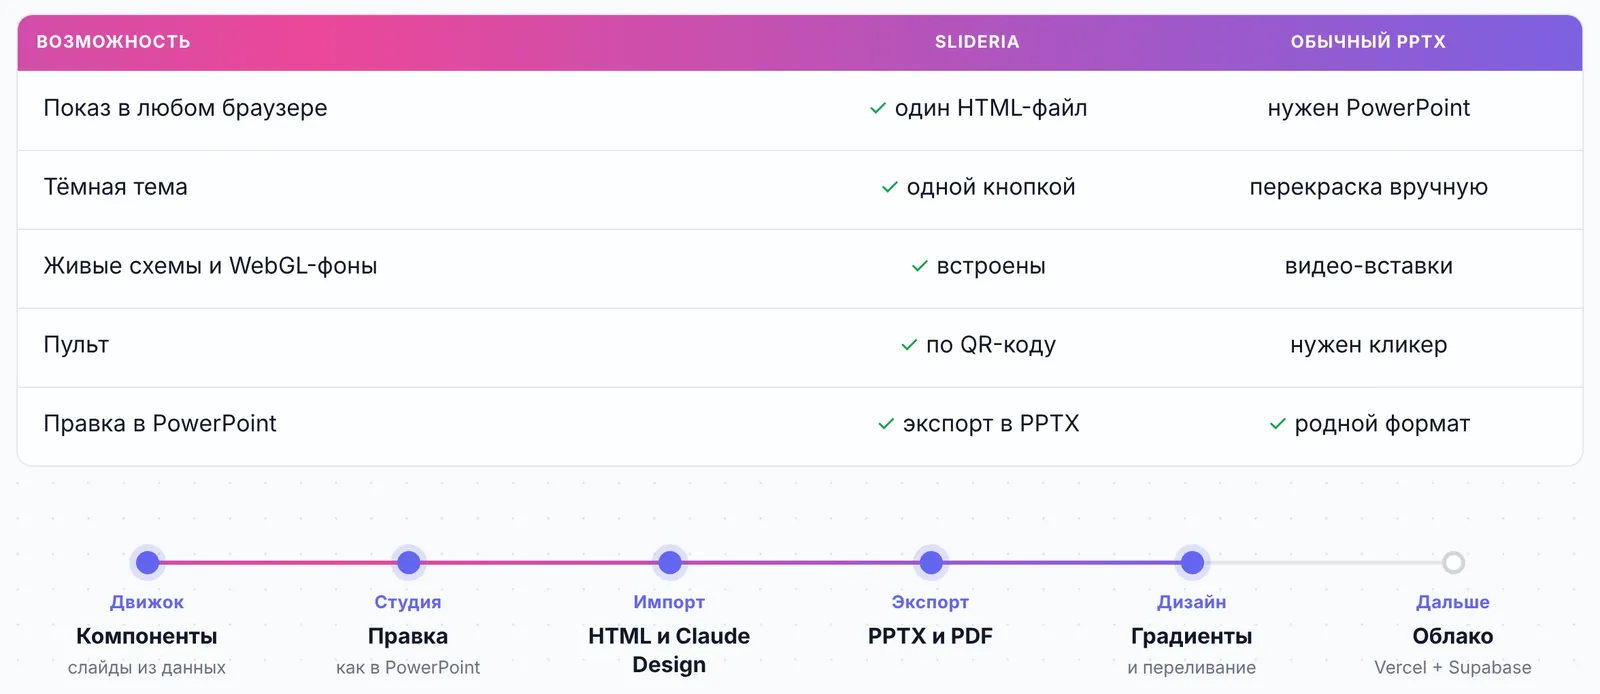 ВОЗМОЖНОСТЬ SLIDERIA ОБЫЧНЫЙ PPTX
Показ в любом браузере ✓ один HTML-файл нужен PowerPoint
Тёмная тема ✓ одной кнопкой перекраска вручную
Живые схемы и WebGL-фоны ✓ встроены видео-вставки
Пульт ✓ по QR-коду нужен кликер
Правка в PowerPoint ✓ экспорт в PPTX ✓ родной формат
Движок
Компоненты
слайды из данных
Студия
Правка
как в PowerPoint
Импорт
HTML и Claude
Design
Экспорт
PPTX и PDF
Дизайн
Градиенты
и переливание
Дальше
Облако
Vercel + Supabase